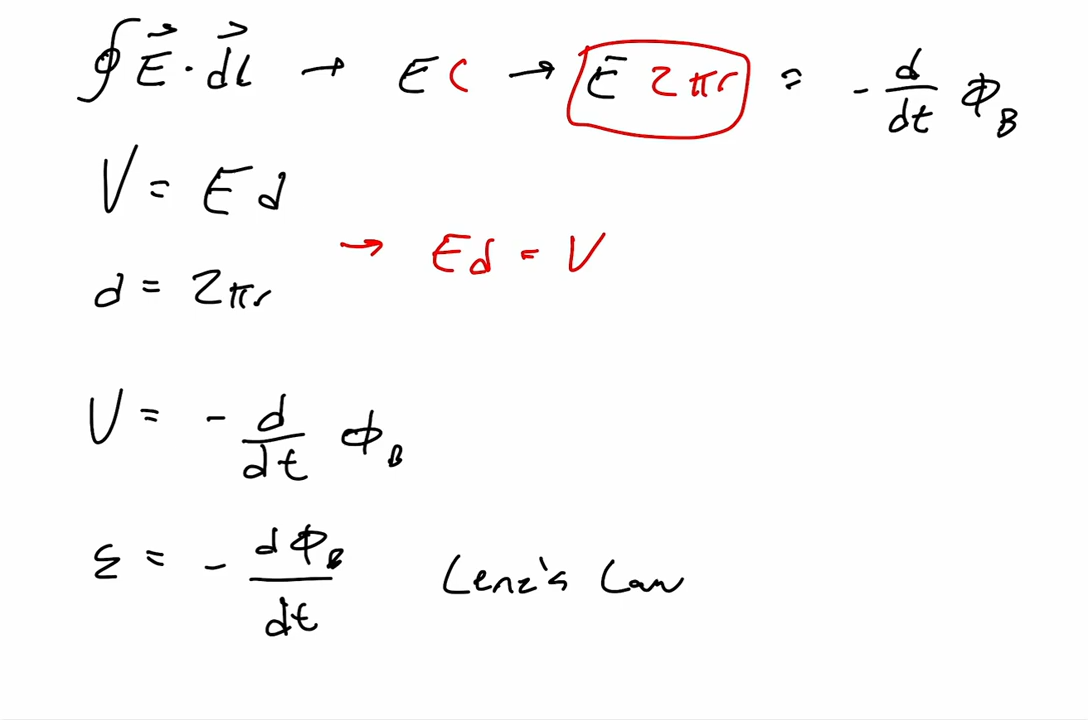 ∮ E⃗ · dl⃗ → EC → E 2πr = - d/dt Φ_B
V = Ed
→ Ed = V
d = 2πr
V = - d/dt Φ_B
ε = - dΦ_B/dt Lenz's Law